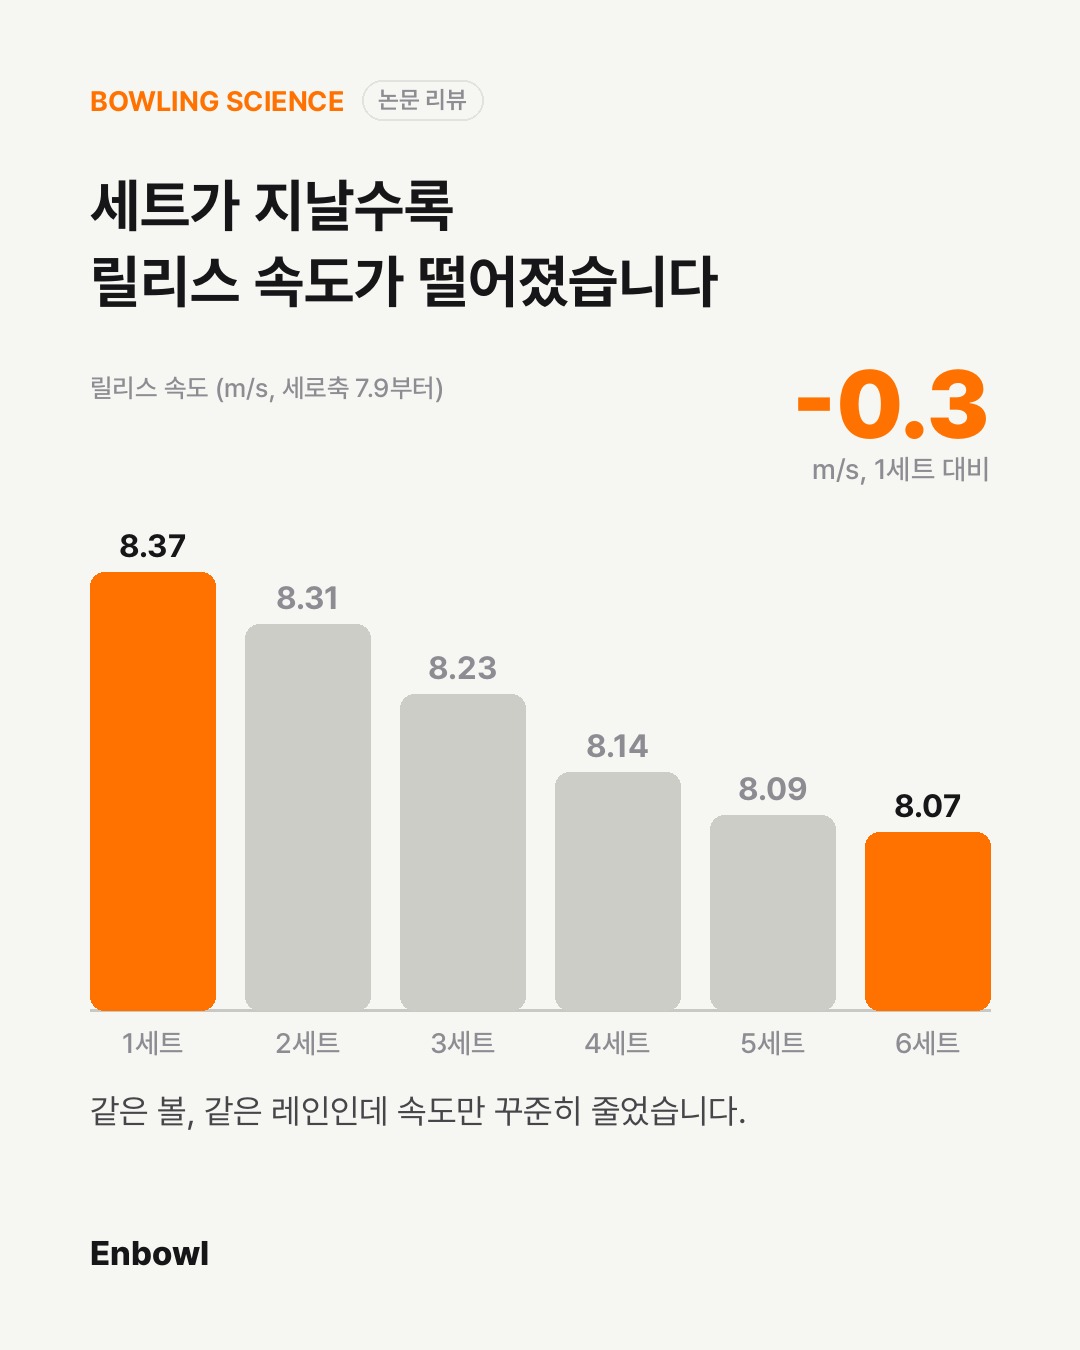 BOWLING SCIENCE 논문 리뷰
세트가 지날수록
릴리스 속도가 떨어졌습니다
릴리스 속도 (m/s, 세로축 7.9부터)
-0.3
m/s, 1세트 대비
8.37
8.31
8.23
8.14
8.09
8.07
1세트 2세트 3세트 4세트 5세트 6세트
같은 볼, 같은 레인인데 속도만 꾸준히 줄었습니다.
Enbowl